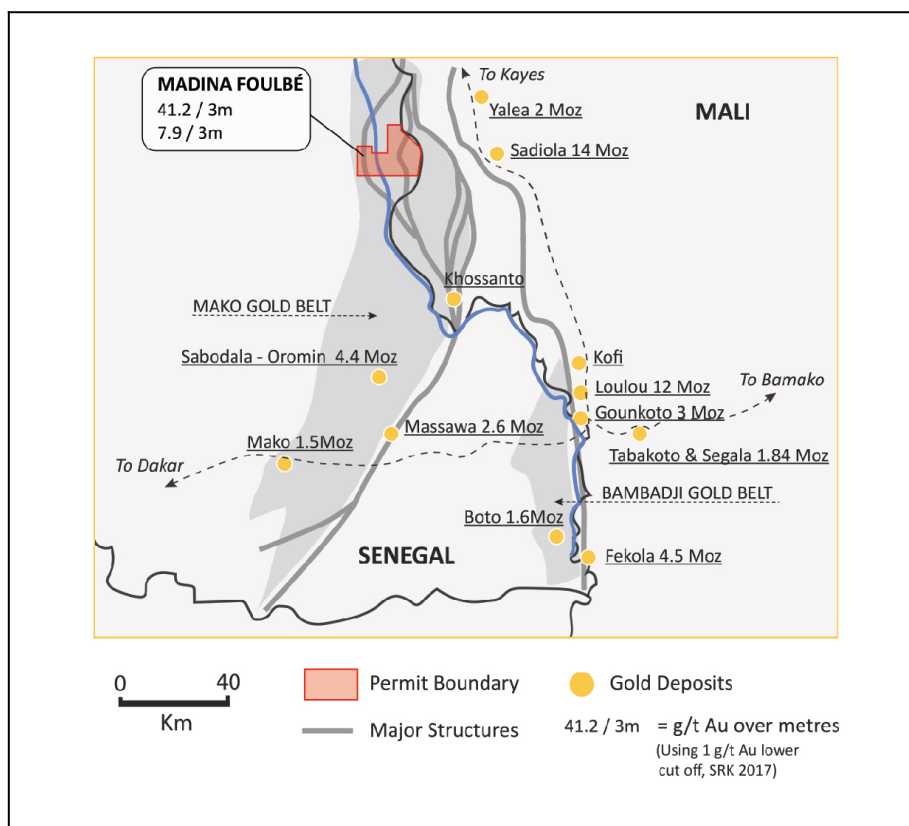 MADINA FOULBÉ
41.2 / 3m
7.9 / 3m
To Kayes
Yalea 2 Moz
MALI
Sadiola 14 Moz
Khossanto
MAKO GOLD BELT
Sabodala - Oromin 4.4 Moz
Kofi
Loulou 12 Moz
To Bamako
Gounkoto 3 Moz
Massawa 2.6 Moz
Mako 1.5Moz
Tabakoto & Segala 1.84 Moz
To Dakar
BAMBADJI GOLD BELT
Boto 1.6Moz
SENEGAL
Fekola 4.5 Moz
0 40
Km
Permit Boundary
Major Structures
Gold Deposits
41.2 / 3m = g/t Au over metres
(Using 1 g/t Au lower
cut off, SRK 2017)